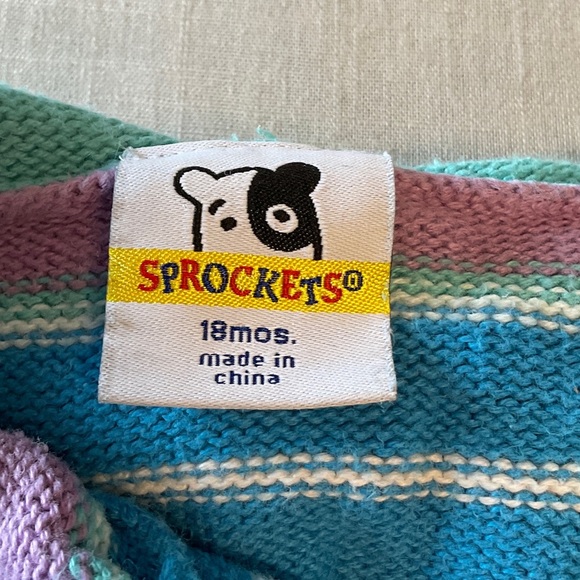 SPROCKETS®
18mos.
made in
china